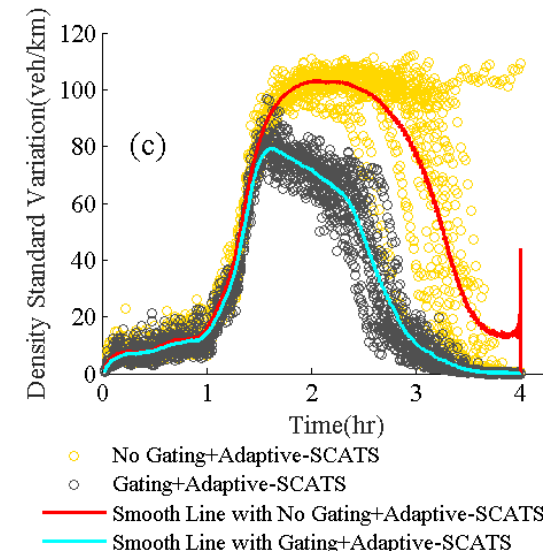 Density Standard Variation(veh/km)
120
100
80
60
40
20
0
(c)
0 1 2 3 4
Time(hr)
No Gating+Adaptive-SCATS
Gating+Adaptive-SCATS
Smooth Line with No Gating+Adaptive-SCATS
Smooth Line with Gating+Adaptive-SCATS